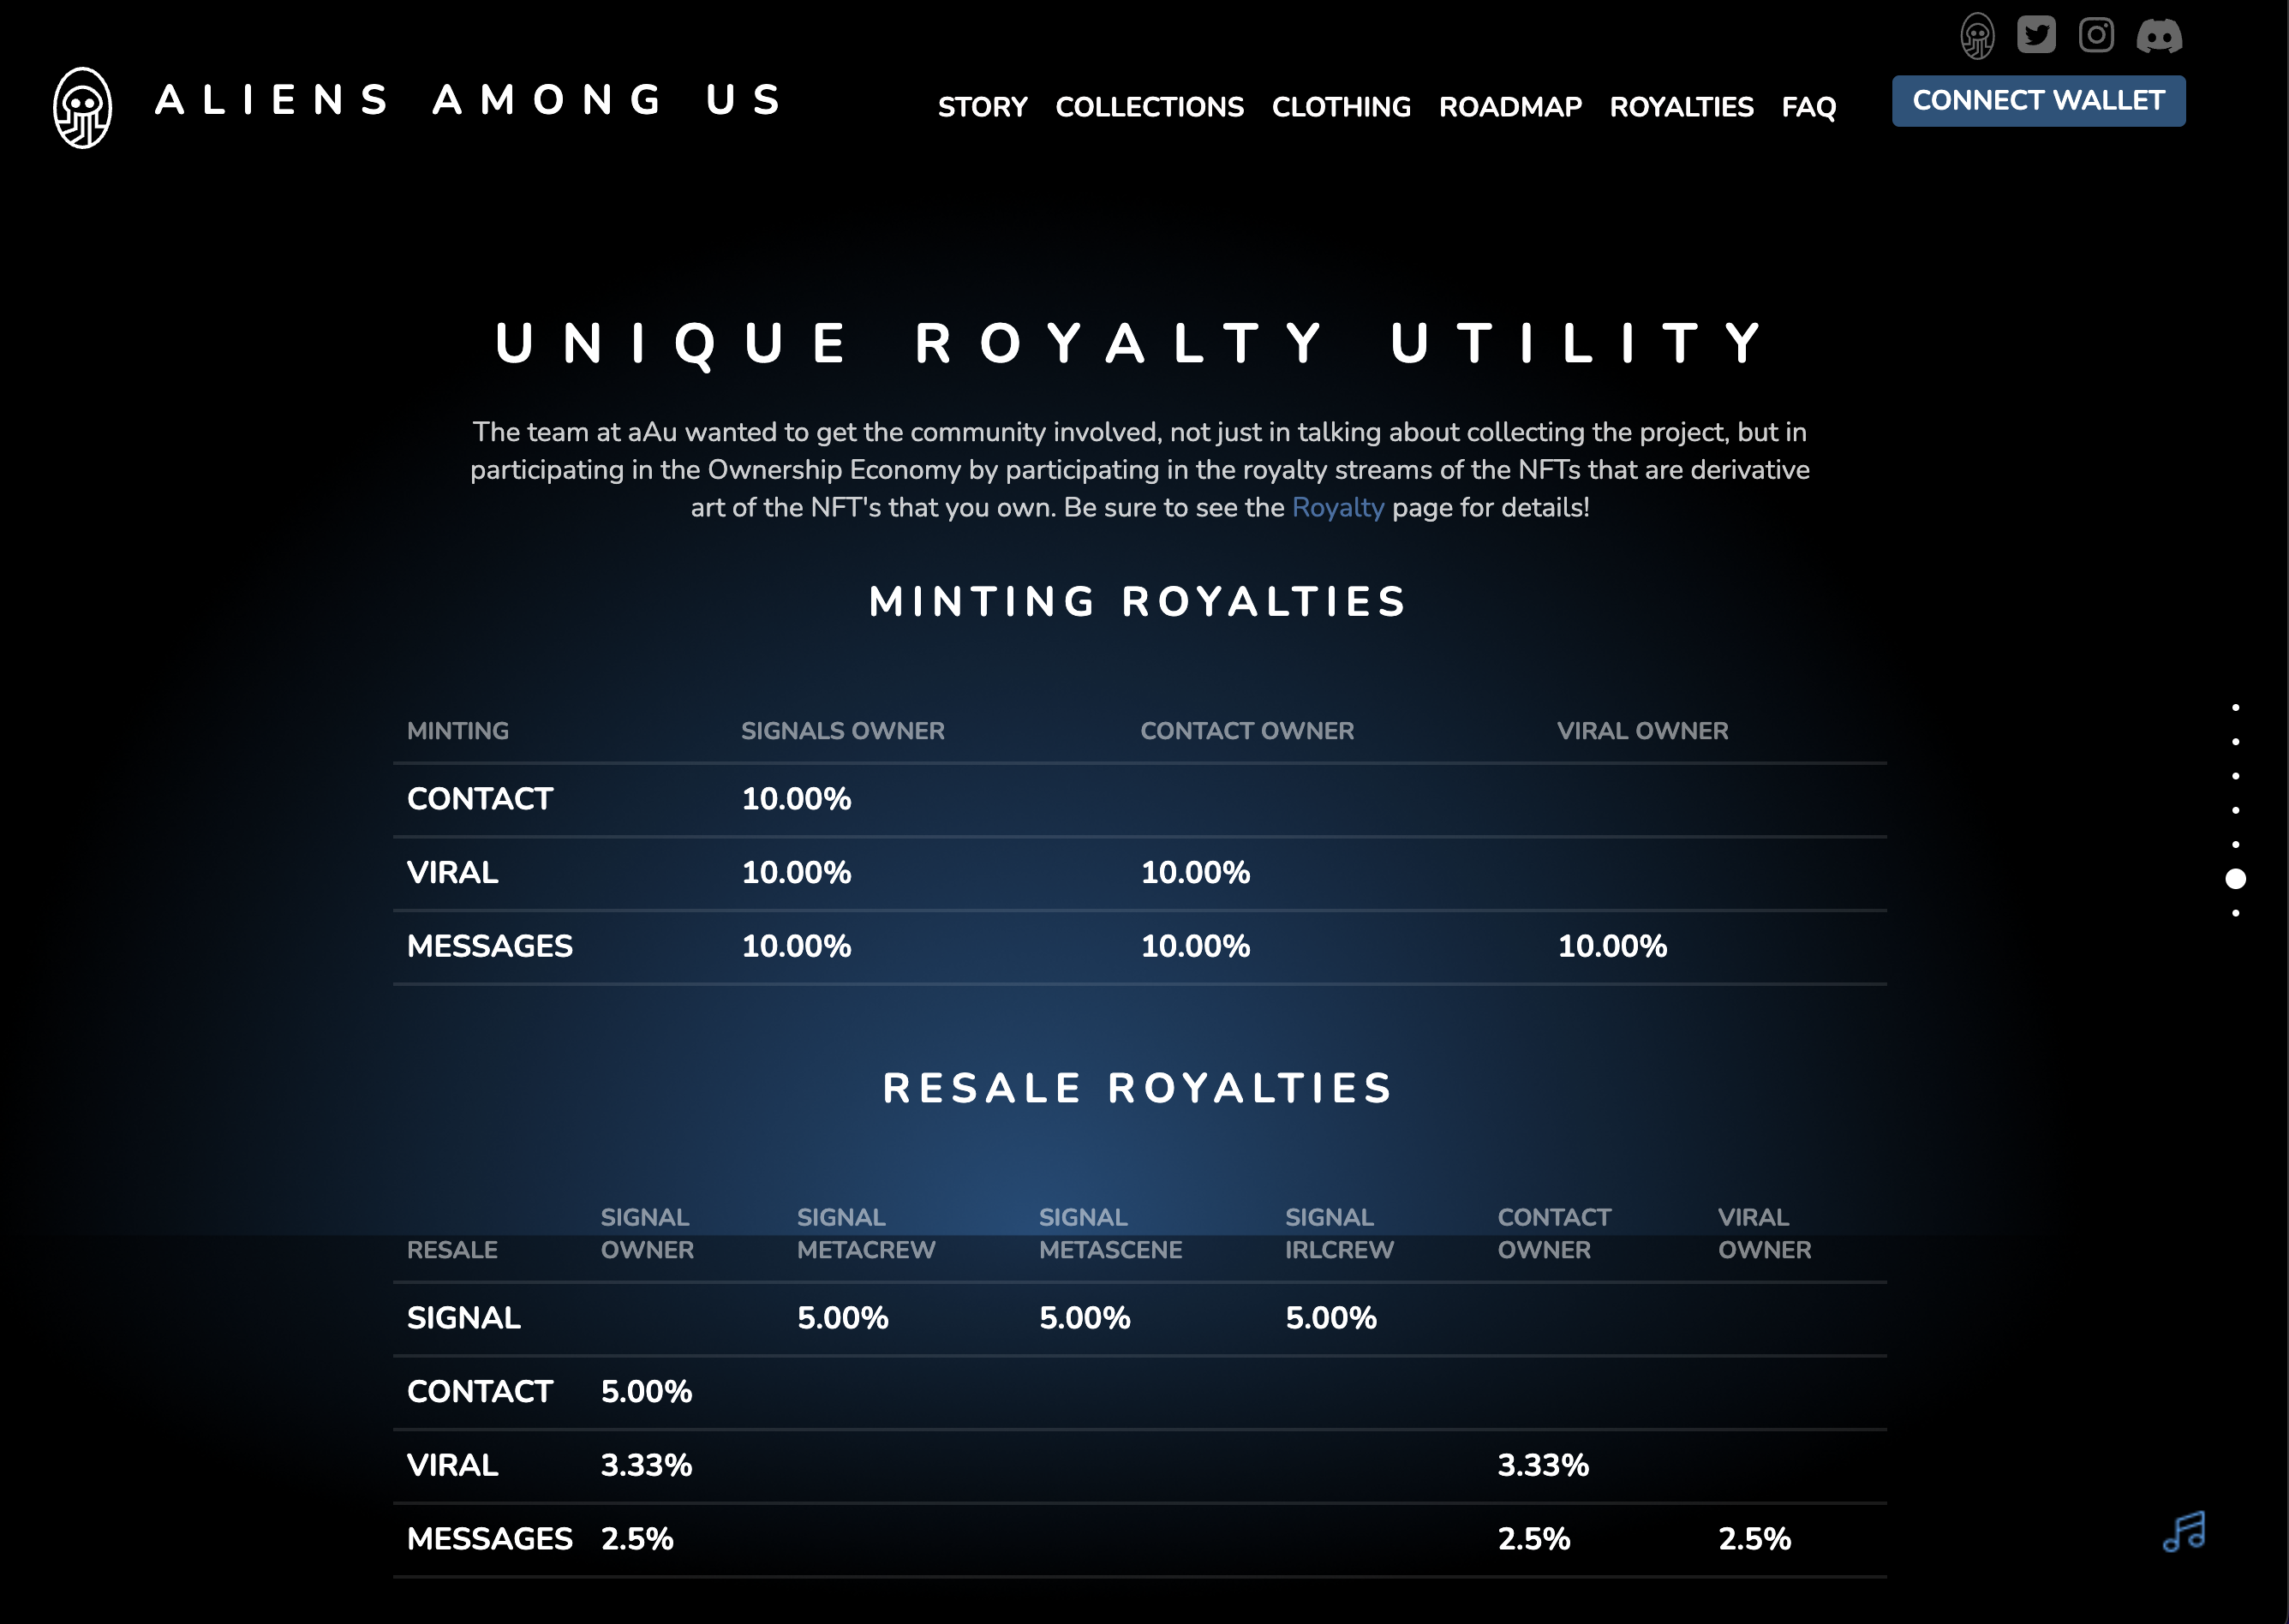 ALIENS AMONG US
STORY COLLECTIONS CLOTHING ROADMAP ROYALTIES FAQ CONNECT WALLET
UNIQUE ROYALTY UTILITY
The team at aAu wanted to get the community involved, not just in talking about collecting the project, but in
participating in the Ownership Economy by participating in the royalty streams of the NFTs that are derivative
art of the NFT's that you own. Be sure to see the Royalty page for details!
MINTING ROYALTIES
MINTING SIGNALS OWNER CONTACT OWNER VIRAL OWNER
CONTACT 10.00%
VIRAL 10.00% 10.00%
MESSAGES 10.00% 10.00% 10.00%
RESALE ROYALTIES
SIGNAL SIGNAL SIGNAL SIGNAL CONTACT VIRAL
RESALE OWNER METACREW METASCENE IRLCREW OWNER OWNER
SIGNAL 5.00% 5.00% 5.00%
CONTACT 5.00%
VIRAL 3.33% 3.33%
MESSAGES 2.5% 2.5% 2.5%